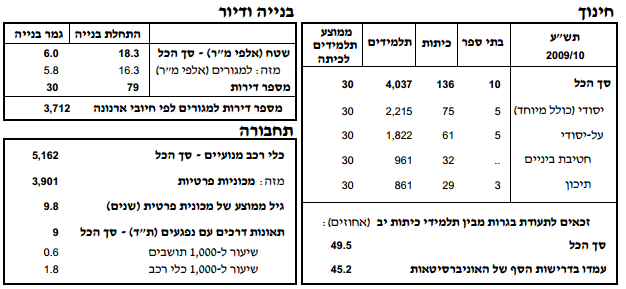 חינוך
תש"ע 2009/10 בתי ספר כיתות תלמידים ממוצע תלמידים לכיתה
סך הכל 10 136 4,037 30
יסודי (כולל מיוחד) 5 75 2,215 30
על-יסודי 5 61 1,822 30
חטיבת ביניים .. 32 961 30
תיכון 3 29 861 30
זכאים לתעודת בגרות מבין תלמידי כיתות יב (אחוזים):
סך הכל 49.5
עמדו בדרישות הסף של האוניברסיטאות 45.2
בנייה ודיור
התחלת בנייה גמר בנייה
שטח (אלפי מ"ר) - סך הכל 18.3 6.0
מזה: למגורים (אלפי מ"ר) 16.3 5.8
מספר דירות 79 30
מספר דירות למגורים לפי חיובי ארנונה 3,712
תחבורה
כלי רכב מנועיים - סך הכל 5,162
מזה: מכוניות פרטיות 3,901
גיל ממוצע של מכונית פרטית (שנים) 9.8
תאונות דרכים עם נפגעים (ת"ד) - סך הכל 9
שיעור ל-1,000 תושבים 0.6
שיעור ל-1,000 כלי רכב 1.8